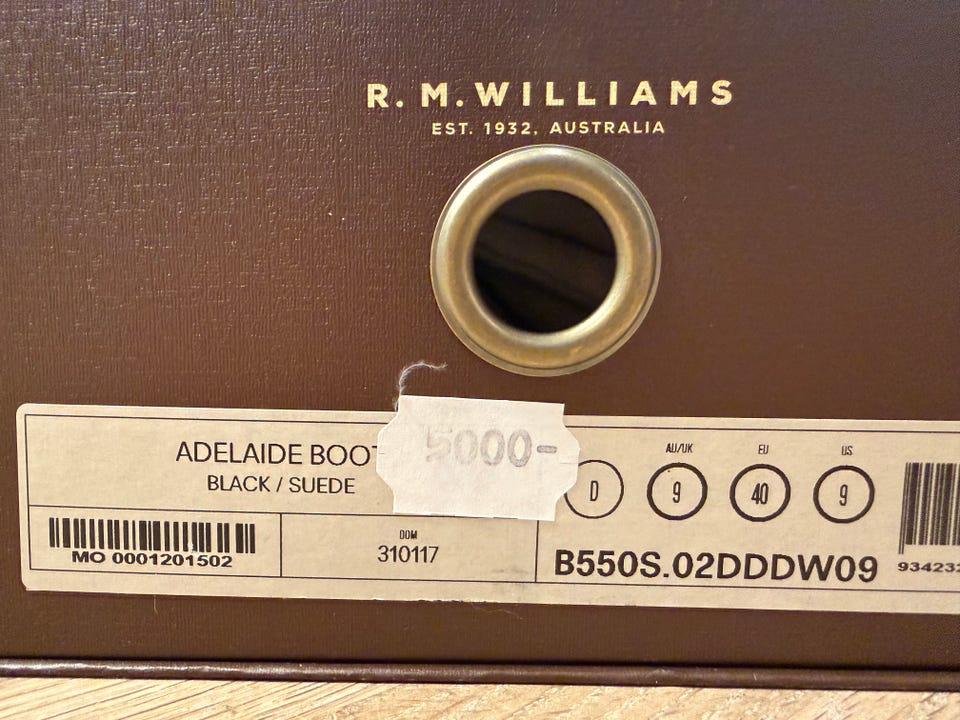 R. M. WILLIAMS
EST. 1932, AUSTRALIA
5000-
ADELAIDE BOOT
BLACK / SUEDE
D
AU/UK
9
EU
40
US
9
MO 0001201502
DOM
310117
B550S.02DDDW09
934232